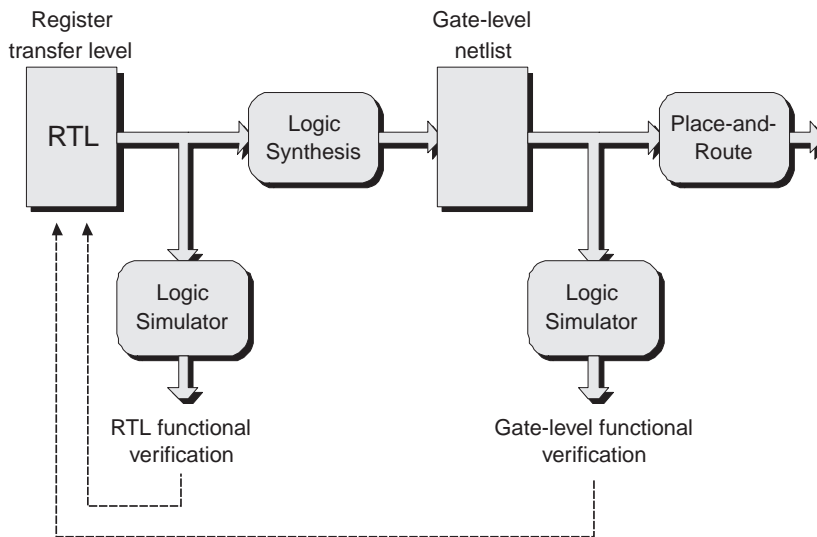 Register
transfer level
Gate-level
netlist
RTL
Logic
Synthesis
Place-and-
Route
Logic
Simulator
Logic
Simulator
RTL functional
verification
Gate-level functional
verification